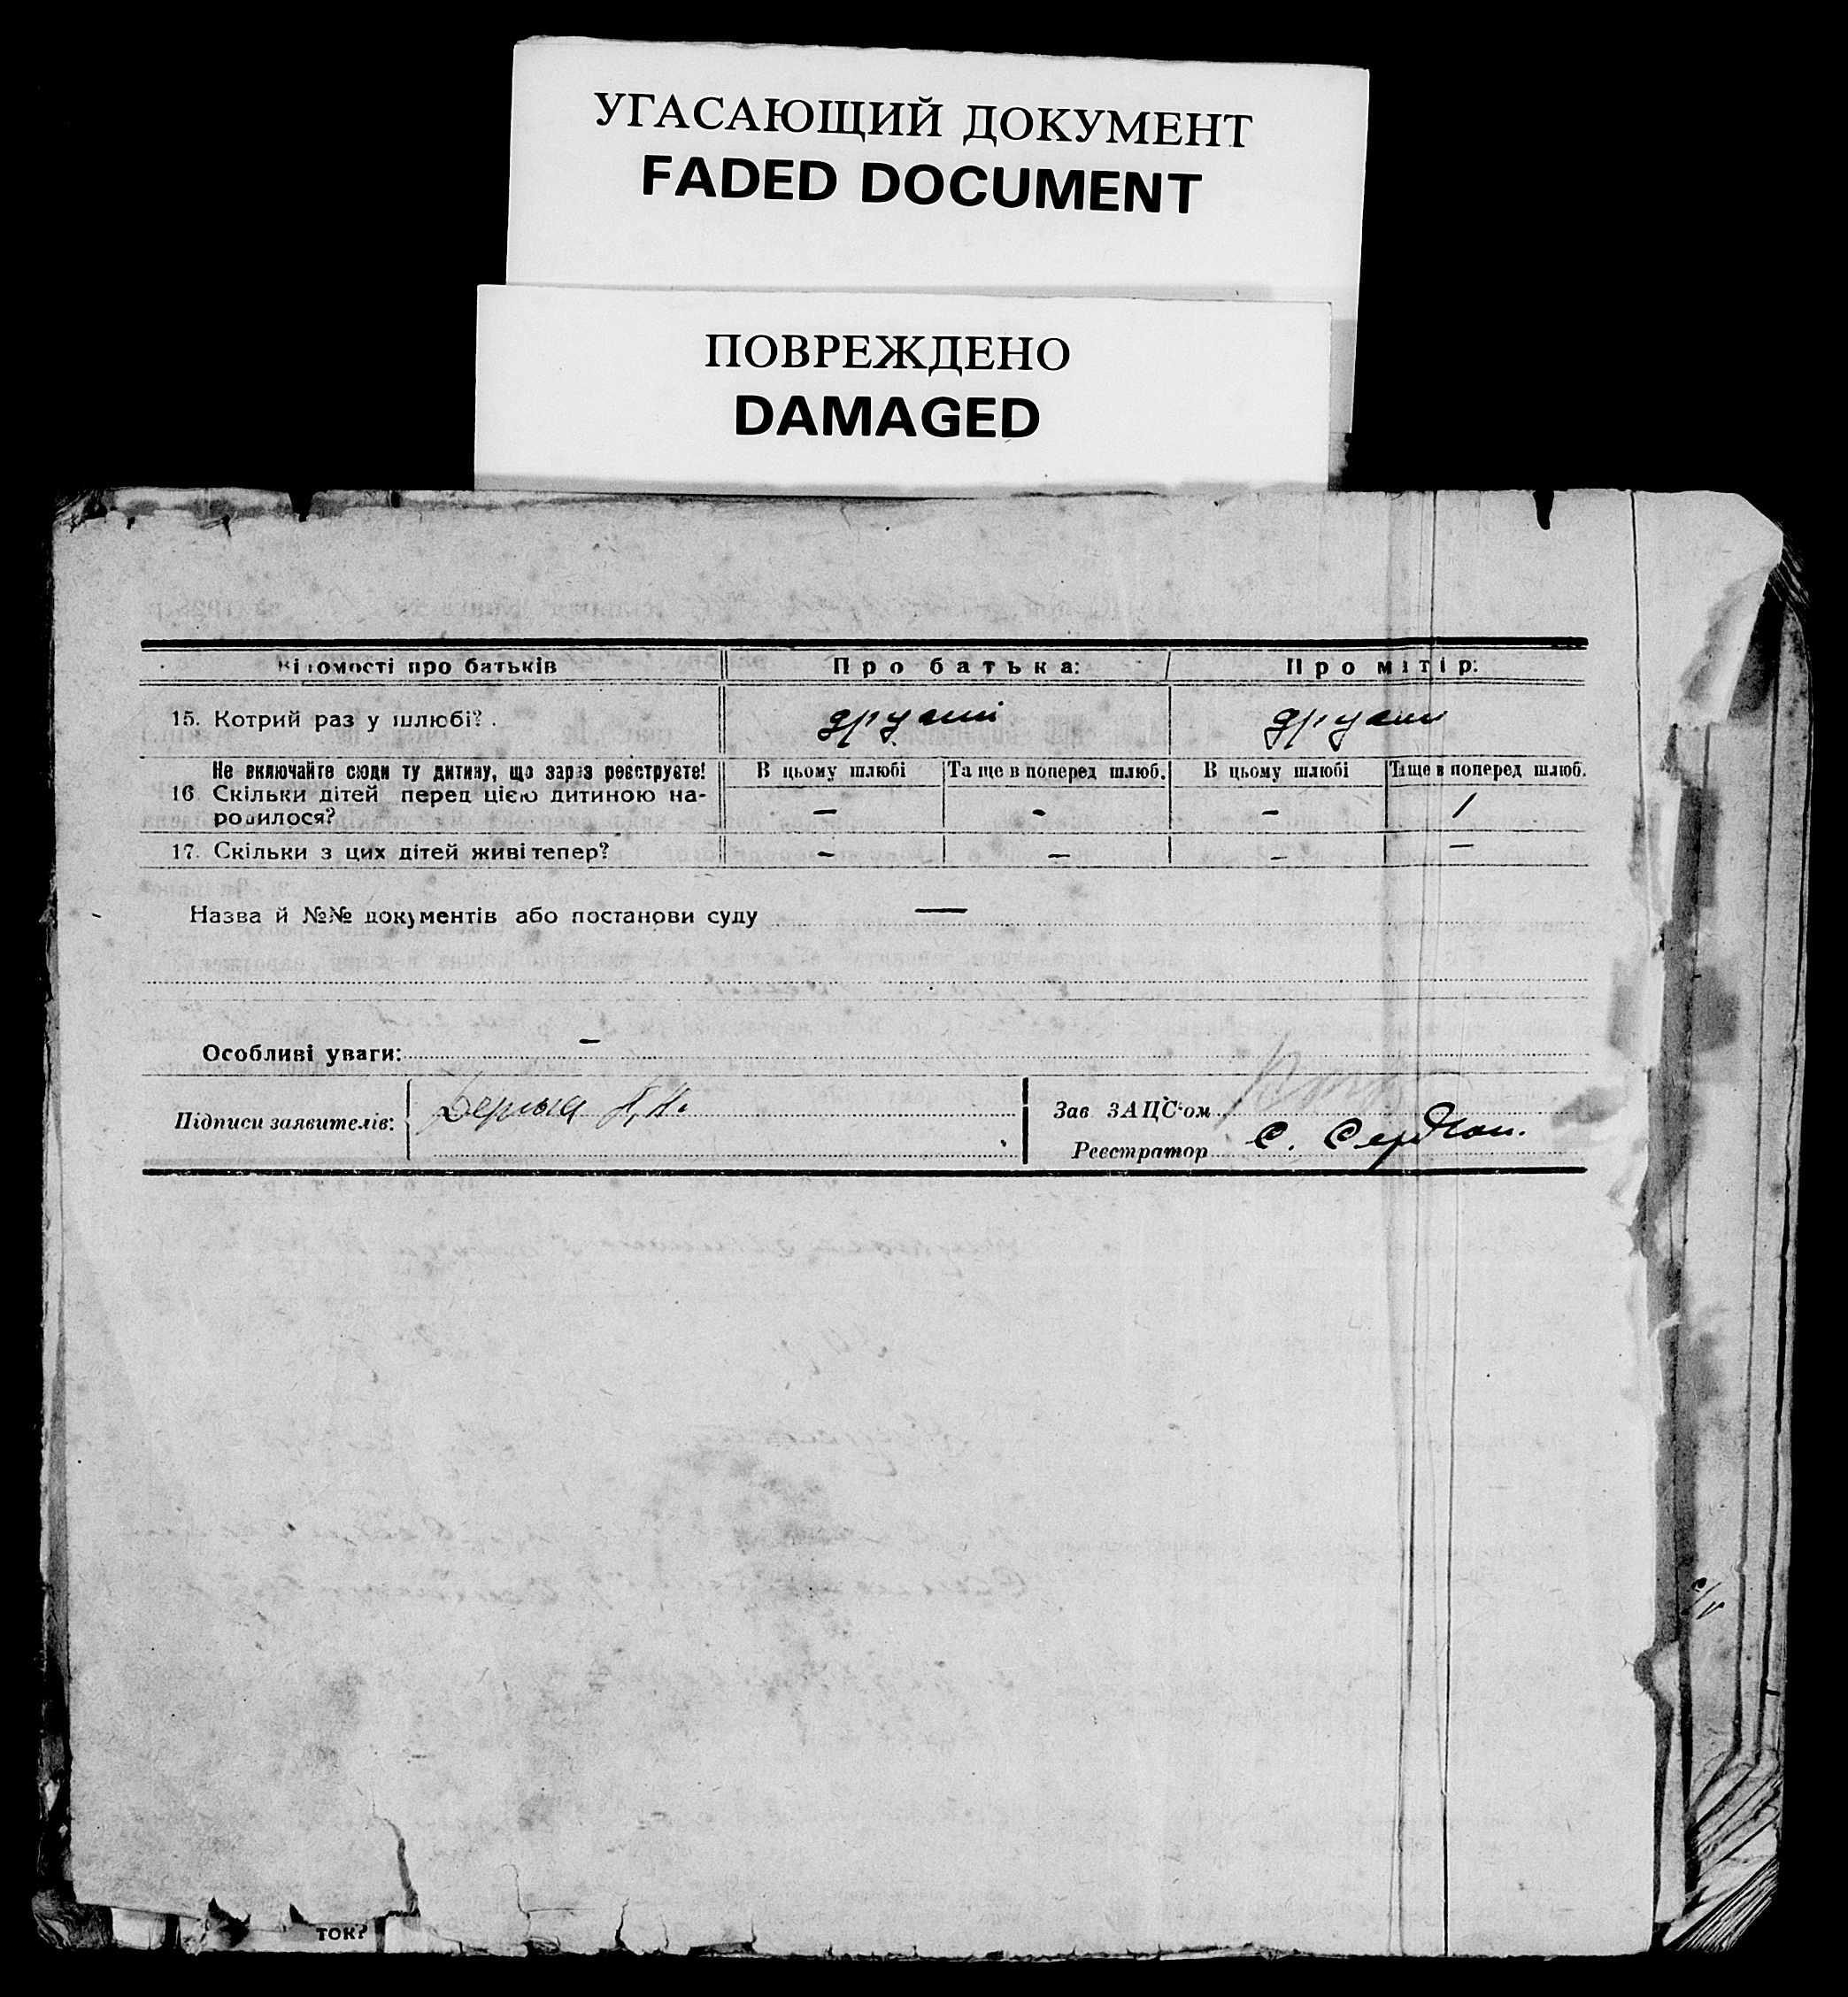 УГАСАЮЩИЙ ДОКУМЕНТ
FADED DOCUMENT
ПОВРЕЖДЕНО
DAMAGED
Відомості про батьків Про батька: Про матір:
15. Котрий раз у шлюбі? другий другий
Не включайте сюди ту дитину, що зараз реєструєте! В цьому шлюбі Та ще в поперед шлюб. В цьому шлюбі Та ще в поперед шлюб.
16 Скільки дітей перед цією дитиною на-
родилося? — - — 1
17. Скільки з цих дітей живі тепер? — — — —
Назва й №№ документів або постанови суду —
Особливі уваги: —
Підписи заявителів:
Зав ЗАЦС'ом
Реєстратор С.
ТОК?